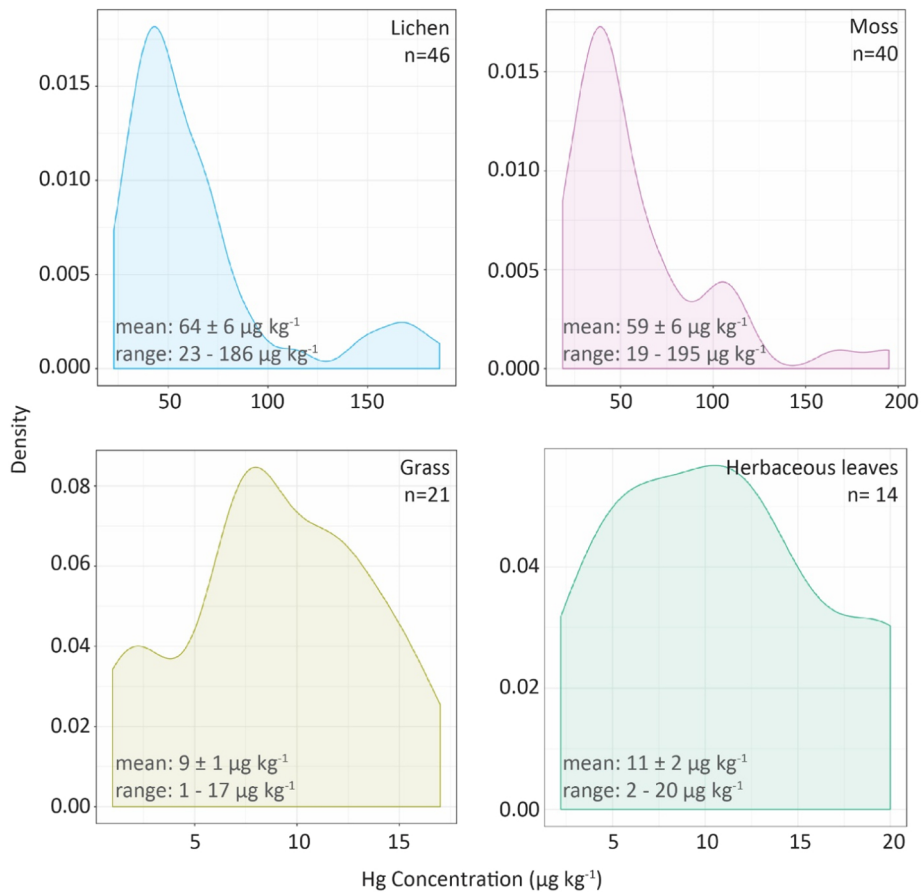 Lichen
n=46
0.015
0.010
0.005
0.000
mean: 64 ± 6 µg kg⁻¹
range: 23 - 186 µg kg⁻¹
50 100 150
Moss
n=40
0.015
0.010
0.005
0.000
mean: 59 ± 6 µg kg⁻¹
range: 19 - 195 µg kg⁻¹
50 100 150 200
Density
Grass
n=21
0.08
0.06
0.04
0.02
0.00
mean: 9 ± 1 µg kg⁻¹
range: 1 - 17 µg kg⁻¹
5 10 15
Herbaceous leaves
n= 14
0.04
0.02
0.00
mean: 11 ± 2 µg kg⁻¹
range: 2 - 20 µg kg⁻¹
5 10 15 20
Hg Concentration (µg kg⁻¹)